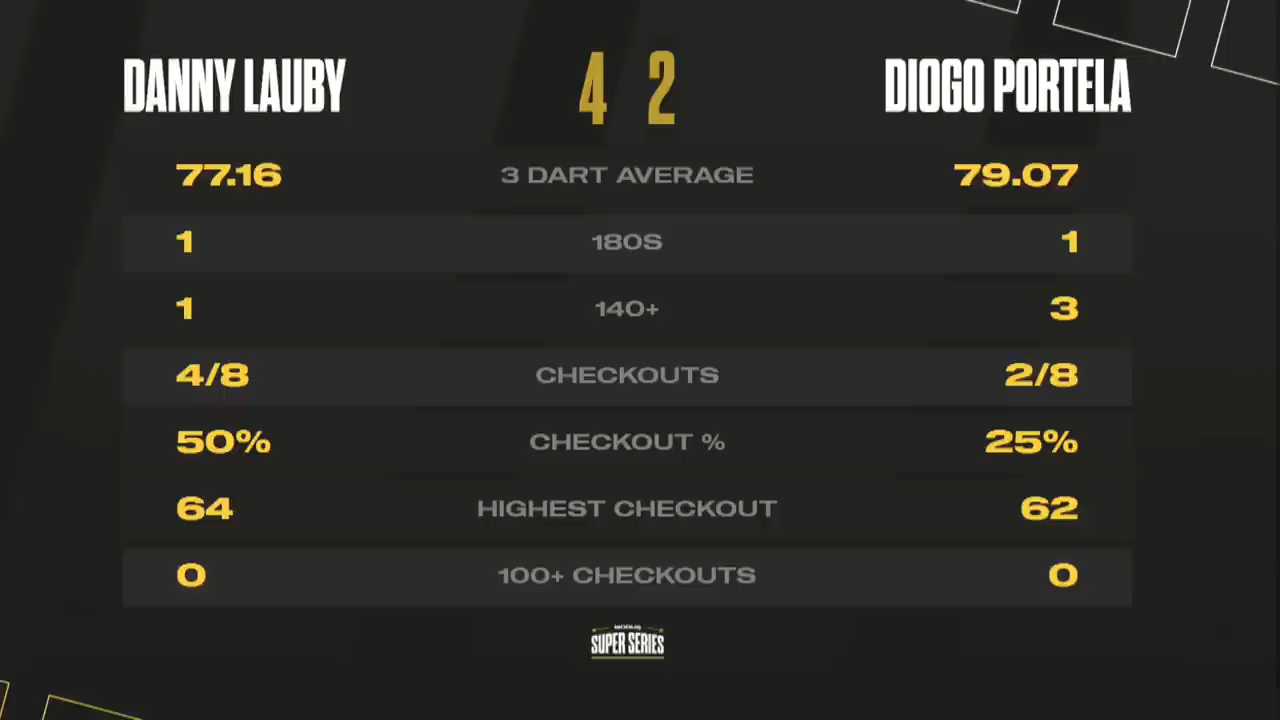 DANNY LAUBY 4 2 DIOGO PORTELA
77.16 3 DART AVERAGE 79.07
1 180S 1
1 140+ 3
4/8 CHECKOUTS 2/8
50% CHECKOUT % 25%
64 HIGHEST CHECKOUT 62
0 100+ CHECKOUTS 0
MODUS
SUPER SERIES